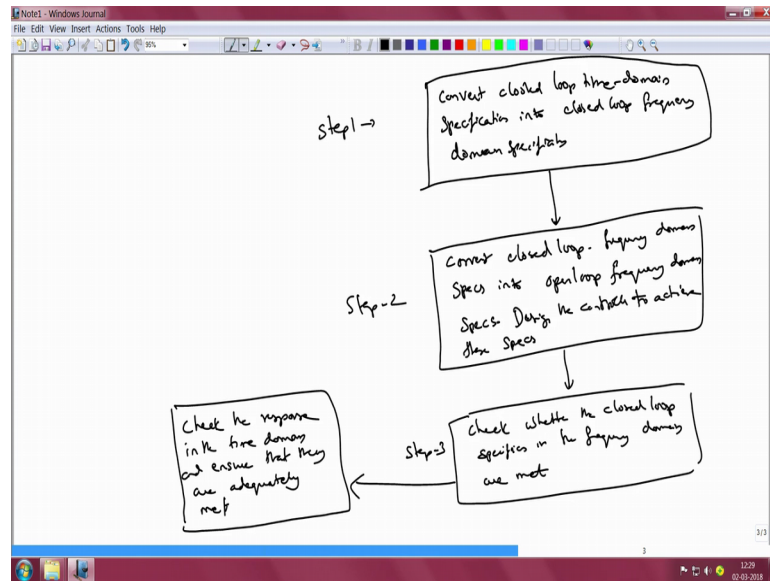 Note1 - Windows Journal
File Edit View Insert Actions Tools Help
95%
B I
Step1→
Convert closed loop time-domain
specification into closed loop frequency
domain specificats
Step-2
Convert closed loop. frequency domain
specs into openloop frequency domain
specs. Design the controller to achieve
these specs
Step-3
check whether the closed loop
specifics in the frequency domain
are met
check the response
in the time domain
and ensure that they
are adequately
met
3/3
3
12:29
02-03-2018